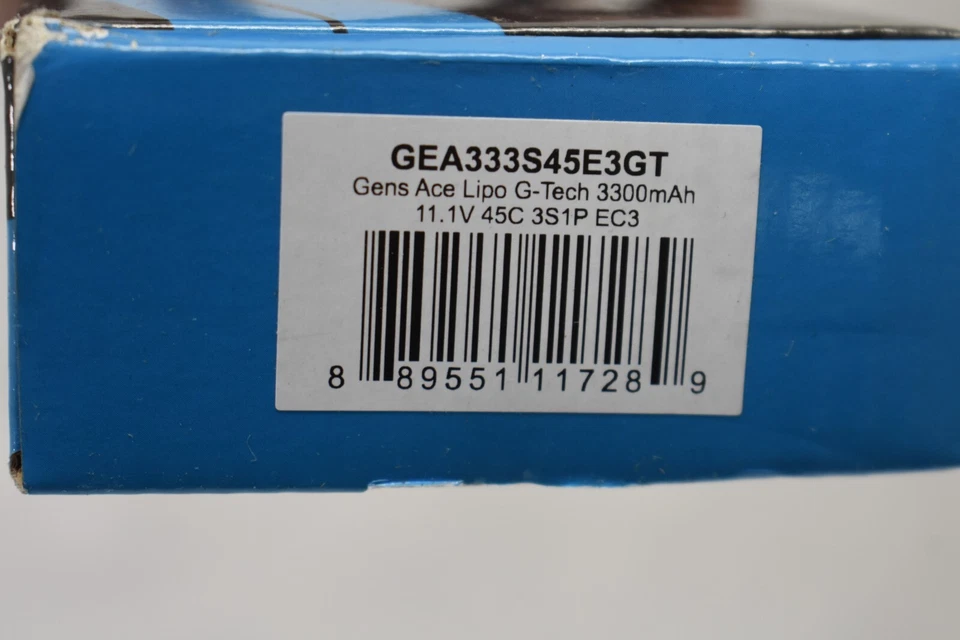 GEA333S45E3GT
Gens Ace Lipo G-Tech 3300mAh
11.1V 45C 3S1P EC3
8 89551 11728 9